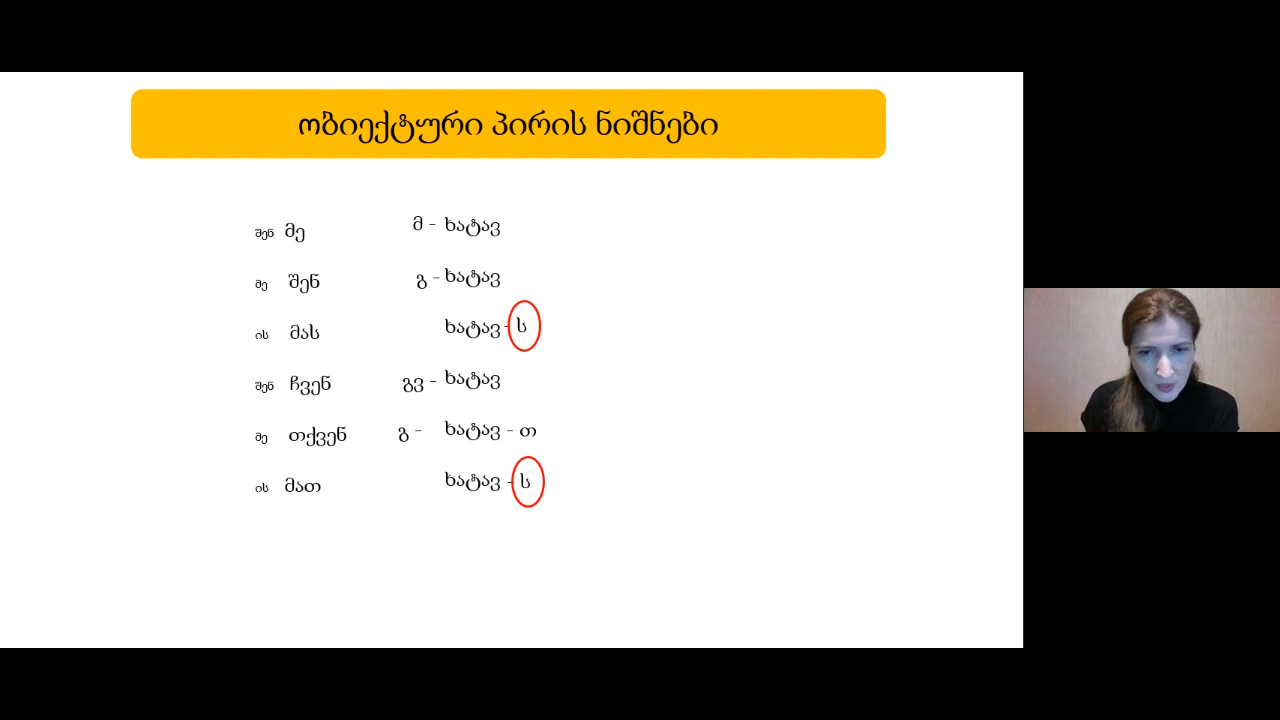 ობიექტური პირის ნიშნები
შენ მე მ - ხატავ
მე შენ გ - ხატავ
ის მას ხატავ - ს
შენ ჩვენ გვ - ხატავ
მე თქვენ გ - ხატავ - თ
ის მათ ხატავ - ს